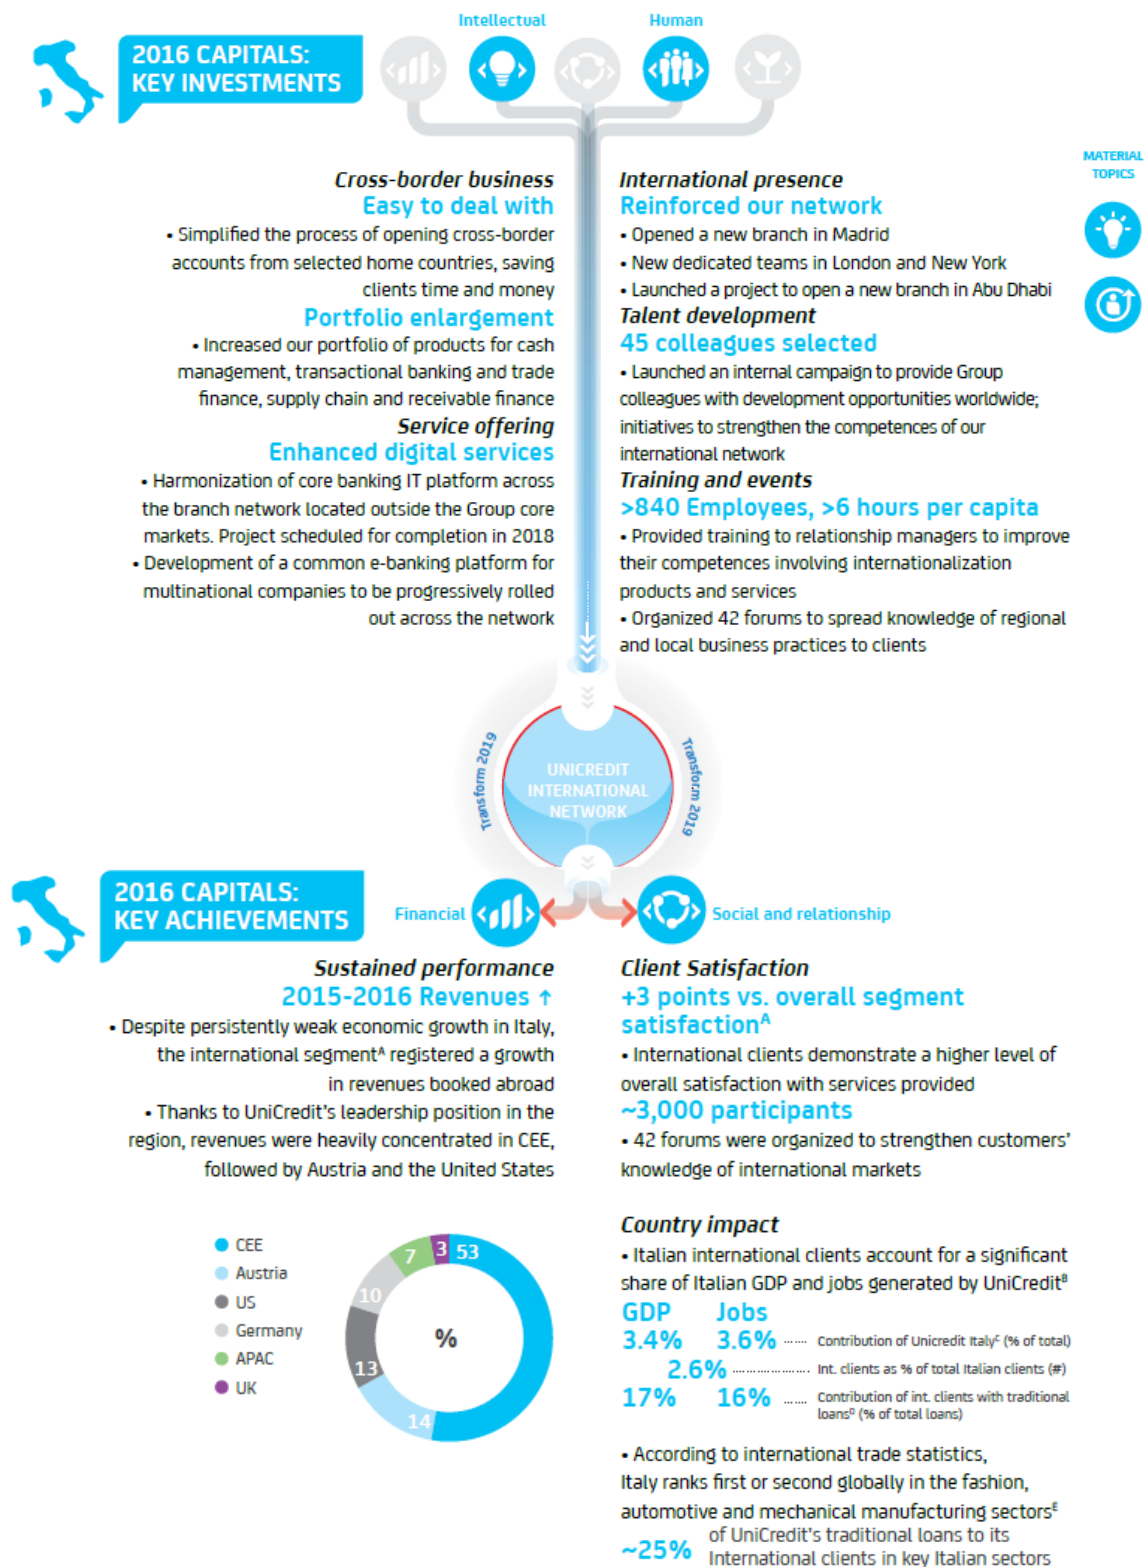 Intellectual
Human
2016 CAPITALS:
KEY INVESTMENTS
MATERIAL
TOPICS
Cross-border business
Easy to deal with
• Simplified the process of opening cross-border
accounts from selected home countries, saving
clients time and money
Portfolio enlargement
• Increased our portfolio of products for cash
management, transactional banking and trade
finance, supply chain and receivable finance
Service offering
Enhanced digital services
• Harmonization of core banking IT platform across
the branch network located outside the Group core
markets. Project scheduled for completion in 2018
• Development of a common e-banking platform for
multinational companies to be progressively rolled
out across the network
International presence
Reinforced our network
• Opened a new branch in Madrid
• New dedicated teams in London and New York
• Launched a project to open a new branch in Abu Dhabi
Talent development
45 colleagues selected
• Launched an internal campaign to provide Group
colleagues with development opportunities worldwide;
initiatives to strengthen the competences of our
international network
Training and events
>840 Employees, >6 hours per capita
• Provided training to relationship managers to improve
their competences involving internationalization
products and services
• Organized 42 forums to spread knowledge of regional
and local business practices to clients
Transform 2019
UNICREDIT
INTERNATIONAL
NETWORK
Transform 2019
2016 CAPITALS:
KEY ACHIEVEMENTS
Financial
Social and relationship
Sustained performance
2015-2016 Revenues ↑
• Despite persistently weak economic growth in Italy,
the international segmentᴬ registered a growth
in revenues booked abroad
• Thanks to UniCredit's leadership position in the
region, revenues were heavily concentrated in CEE,
followed by Austria and the United States
CEE
Austria
US
Germany
APAC
UK
53
14
13
10
7
3
%
Client Satisfaction
+3 points vs. overall segment
satisfactionᴬ
• International clients demonstrate a higher level of
overall satisfaction with services provided
~3,000 participants
• 42 forums were organized to strengthen customers'
knowledge of international markets
Country impact
• Italian international clients account for a significant
share of Italian GDP and jobs generated by UniCreditᴮ
GDP Jobs
3.4% 3.6% ...... Contribution of Unicredit Italyᶜ (% of total)
2.6% ..................... Int. clients as % of total Italian clients (#)
17% 16% ...... Contribution of int. clients with traditional
loansᴰ (% of total loans)
• According to international trade statistics,
Italy ranks first or second globally in the fashion,
automotive and mechanical manufacturing sectorsᴱ
~25% of UniCredit's traditional loans to its
International clients in key Italian sectors